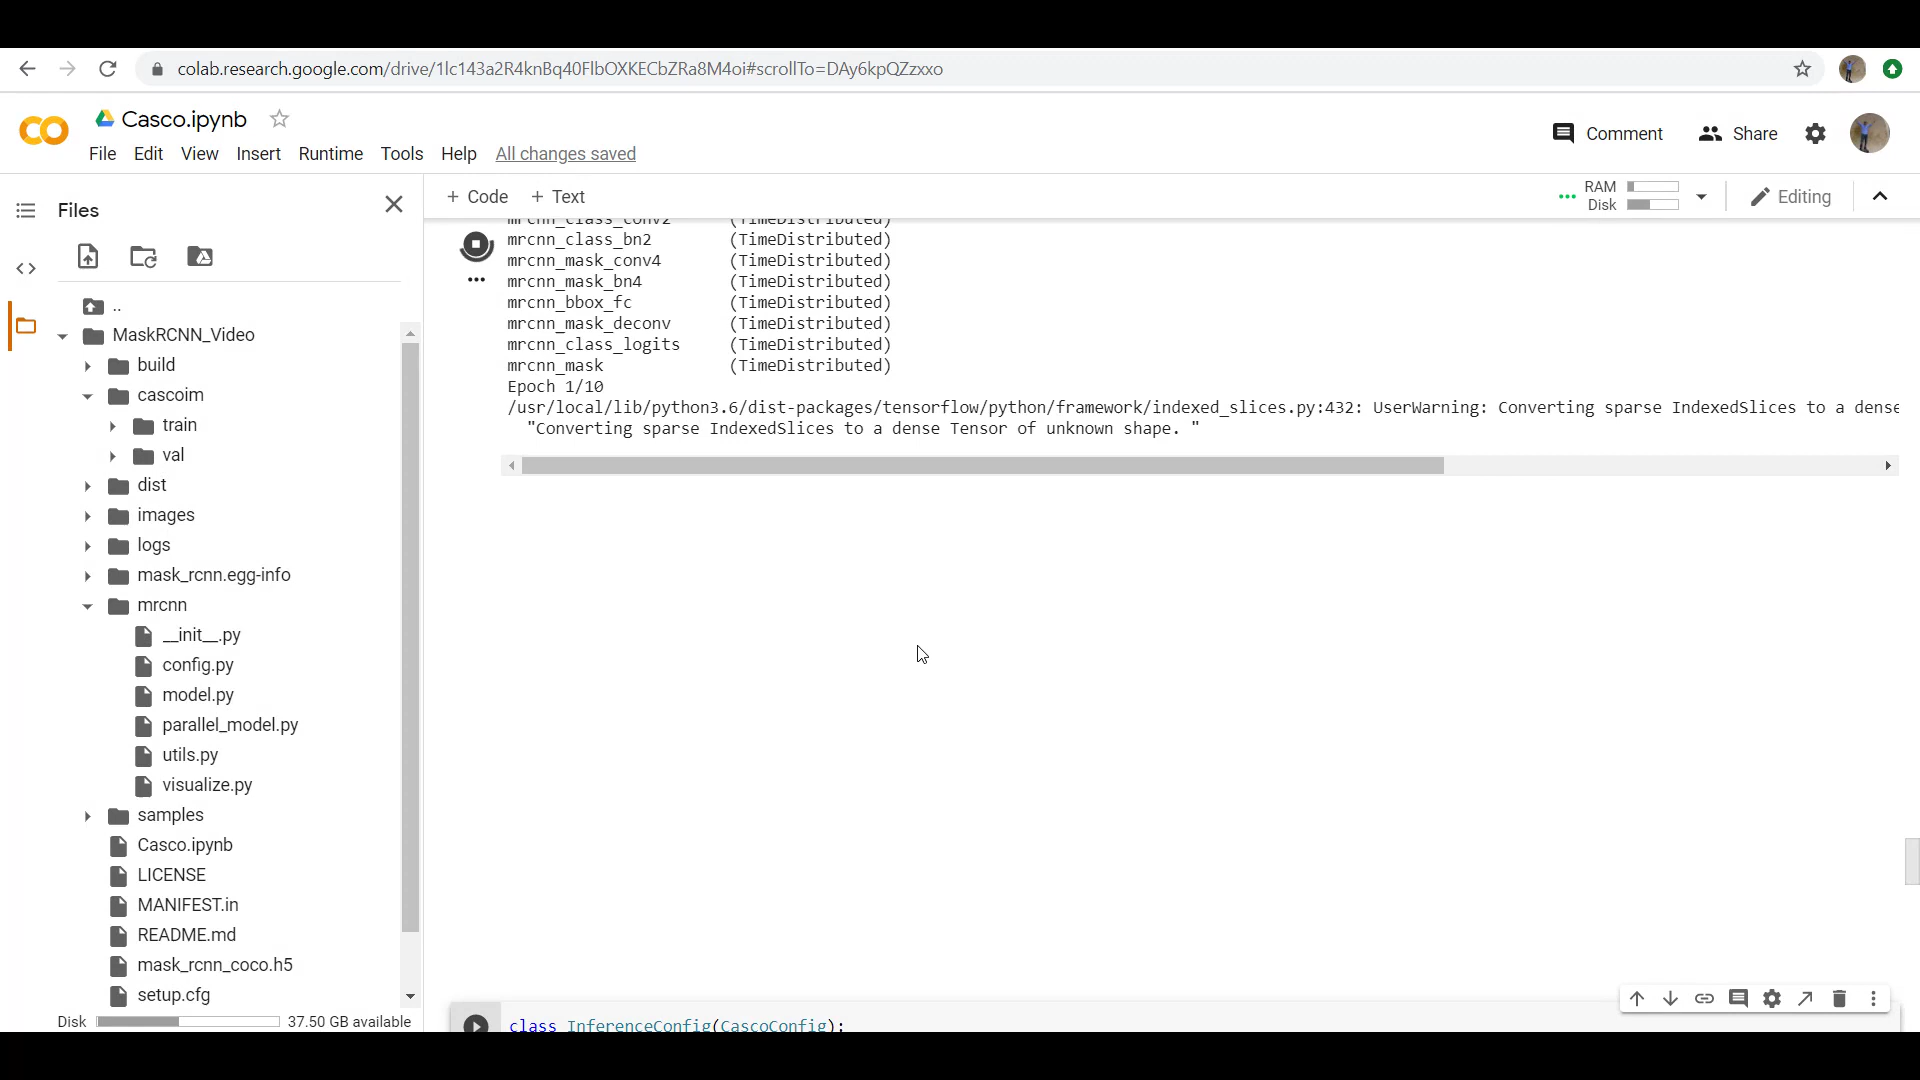 colab.research.google.com/drive/1lc143a2R4knBq40FlbOXKECbZRa8M4oi#scrollTo=DAy6kpQZzxxo
Casco.ipynb
Comment
Share
File Edit View Insert Runtime Tools Help All changes saved
Files
+ Code + Text
RAM
Disk
Editing
mrcnn_class_conv2 (TimeDistributed)
mrcnn_class_bn2 (TimeDistributed)
mrcnn_mask_conv4 (TimeDistributed)
mrcnn_mask_bn4 (TimeDistributed)
mrcnn_bbox_fc (TimeDistributed)
mrcnn_mask_deconv (TimeDistributed)
mrcnn_class_logits (TimeDistributed)
mrcnn_mask (TimeDistributed)
Epoch 1/10
/usr/local/lib/python3.6/dist-packages/tensorflow/python/framework/indexed_slices.py:432: UserWarning: Converting sparse IndexedSlices to a dense
"Converting sparse IndexedSlices to a dense Tensor of unknown shape. "
..
MaskRCNN_Video
build
cascoim
train
val
dist
images
logs
mask_rcnn.egg-info
mrcnn
__init__.py
config.py
model.py
parallel_model.py
utils.py
visualize.py
samples
Casco.ipynb
LICENSE
MANIFEST.in
README.md
mask_rcnn_coco.h5
setup.cfg
Disk 37.50 GB available
class InferenceConfig(CascoConfig):